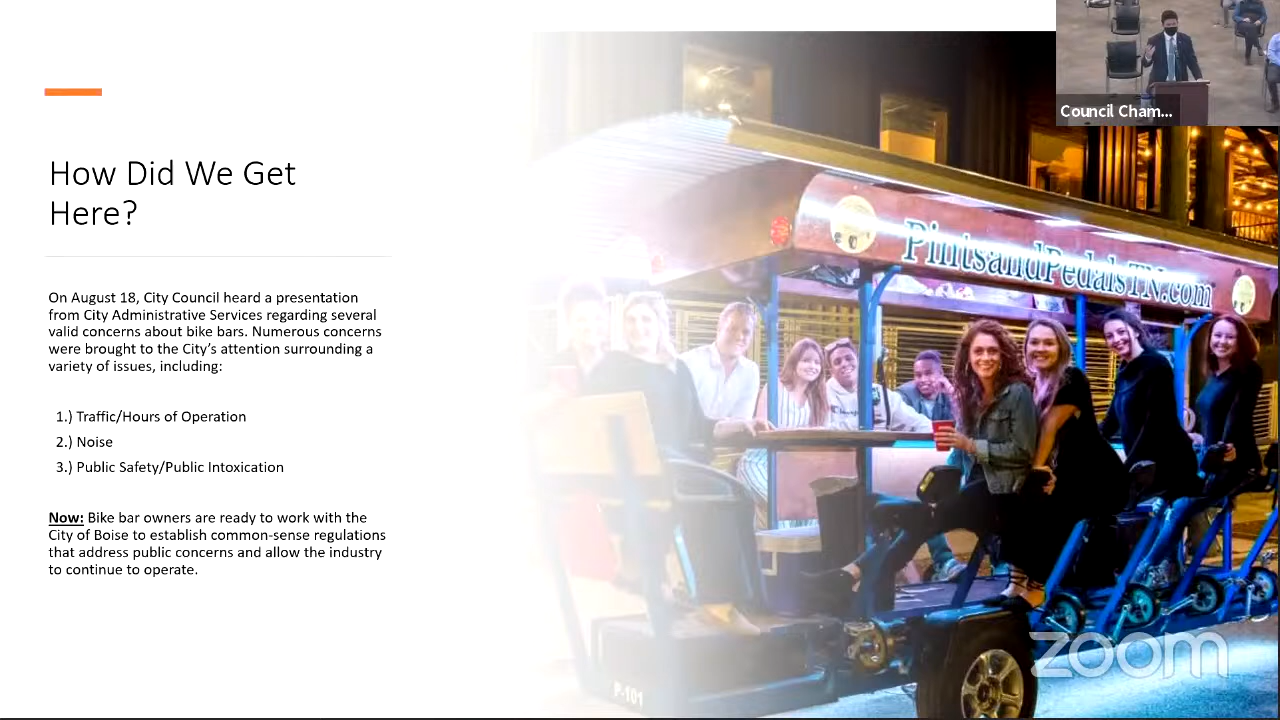 Council Cham...
How Did We Get
Here?
On August 18, City Council heard a presentation
from City Administrative Services regarding several
valid concerns about bike bars. Numerous concerns
were brought to the City's attention surrounding a
variety of issues, including:
1.) Traffic/Hours of Operation
2.) Noise
3.) Public Safety/Public Intoxication
Now: Bike bar owners are ready to work with the
City of Boise to establish common-sense regulations
that address public concerns and allow the industry
to continue to operate.
PintsandPedalsTN.com
P-101
zoom